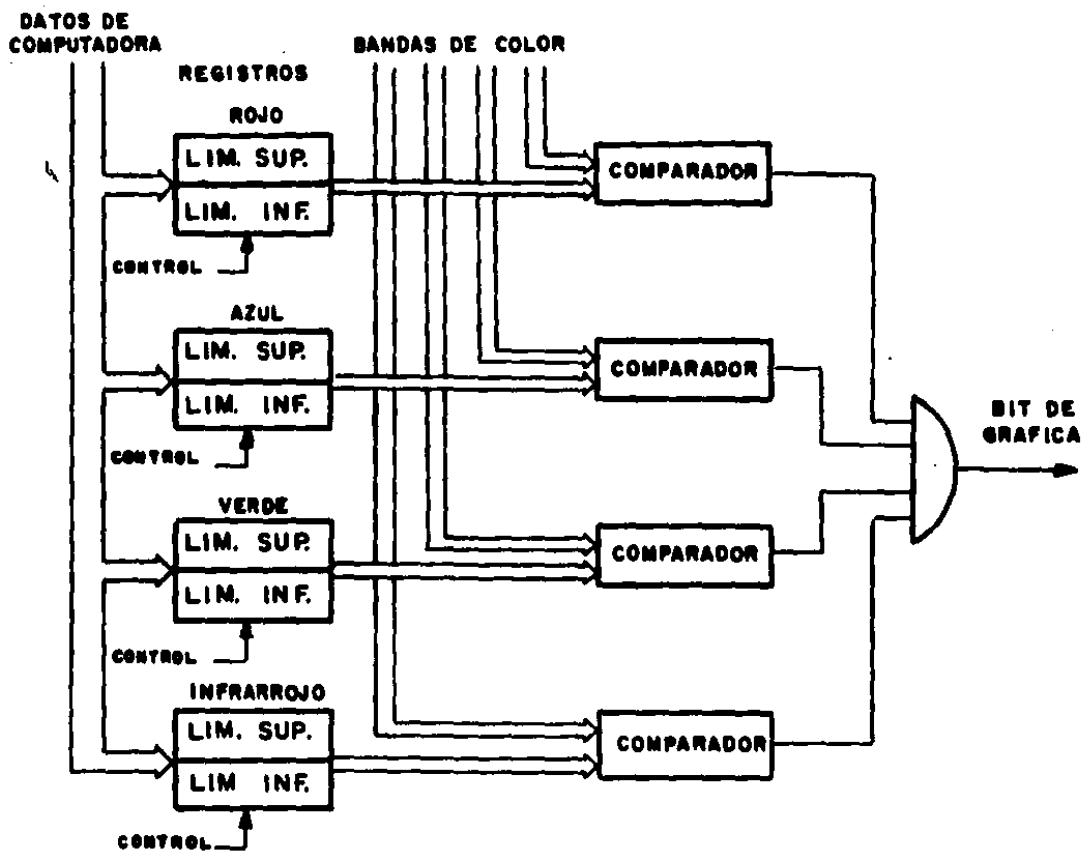 DATOS DE
COMPUTADORA
BANDAS DE COLOR
REGISTROS
ROJO
LIM. SUP.
LIM. INF.
CONTROL
COMPARADOR
AZUL
LIM. SUP.
LIM. INF.
CONTROL
COMPARADOR
BIT DE
GRAFICA
VERDE
LIM. SUP.
LIM. INF.
CONTROL
COMPARADOR
INFRARROJO
LIM. SUP.
LIM INF.
CONTROL
COMPARADOR